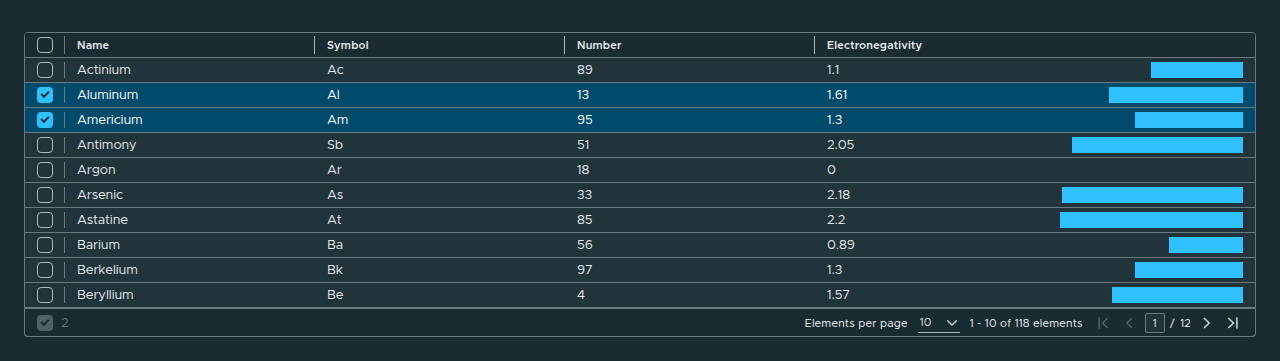 Name Symbol Number Electronegativity
Actinium Ac 89 1.1
Aluminum Al 13 1.61
Americium Am 95 1.3
Antimony Sb 51 2.05
Argon Ar 18 0
Arsenic As 33 2.18
Astatine At 85 2.2
Barium Ba 56 0.89
Berkelium Bk 97 1.3
Beryllium Be 4 1.57
2 Elements per page 10 1 - 10 of 118 elements 1 / 12